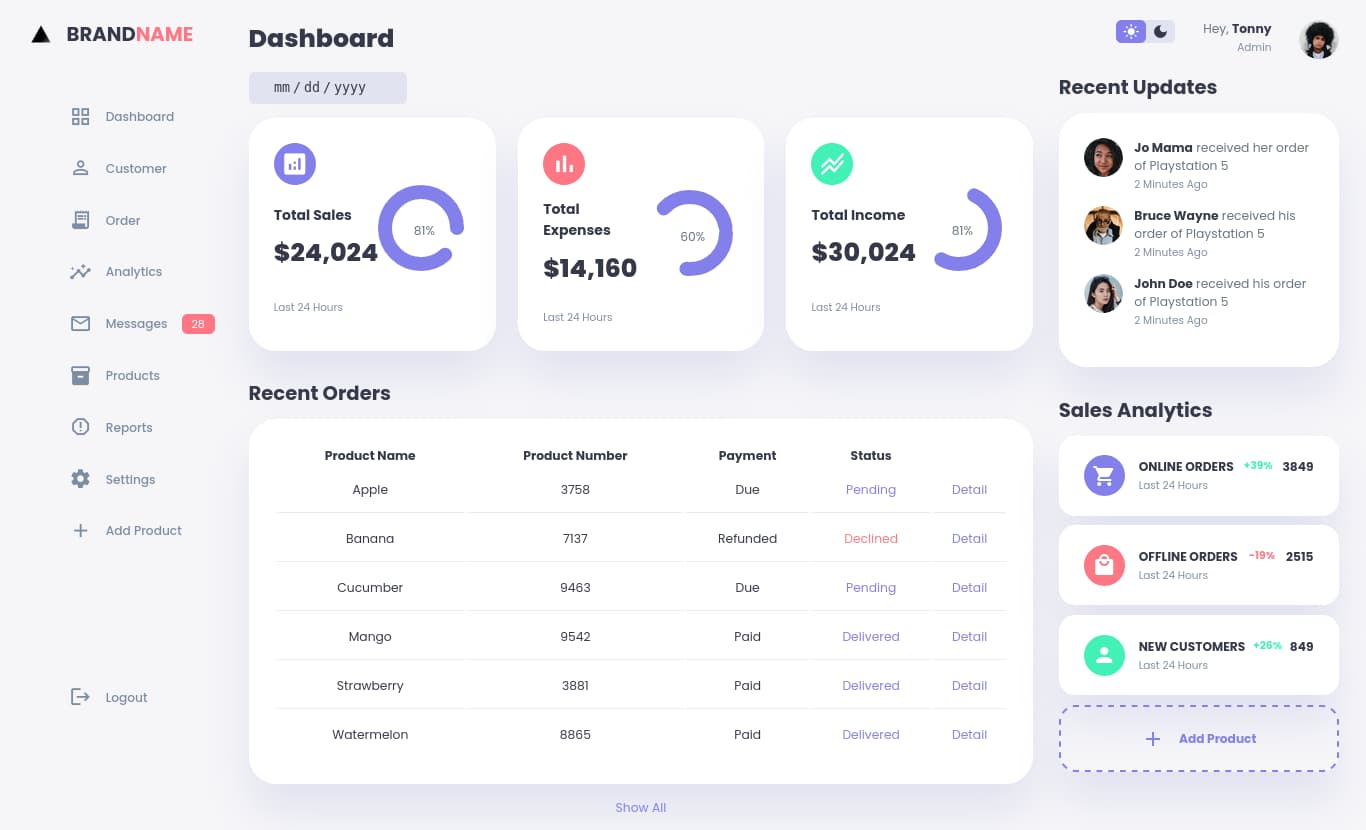 BRANDNAME
Dashboard
Customer
Order
Analytics
Messages 28
Products
Reports
Settings
Add Product
Logout
Dashboard
mm / dd / yyyy
Total Sales
$24,024
81%
Last 24 Hours
Total
Expenses
$14,160
60%
Last 24 Hours
Total Income
$30,024
81%
Last 24 Hours
Recent Orders
Product Name Product Number Payment Status
Apple 3758 Due Pending Detail
Banana 7137 Refunded Declined Detail
Cucumber 9463 Due Pending Detail
Mango 9542 Paid Delivered Detail
Strawberry 3881 Paid Delivered Detail
Watermelon 8865 Paid Delivered Detail
Show All
Hey, Tonny
Admin
Recent Updates
Jo Mama received her order
of Playstation 5
2 Minutes Ago
Bruce Wayne received his
order of Playstation 5
2 Minutes Ago
John Doe received his order
of Playstation 5
2 Minutes Ago
Sales Analytics
ONLINE ORDERS +39% 3849
Last 24 Hours
OFFLINE ORDERS -19% 2515
Last 24 Hours
NEW CUSTOMERS +26% 849
Last 24 Hours
Add Product